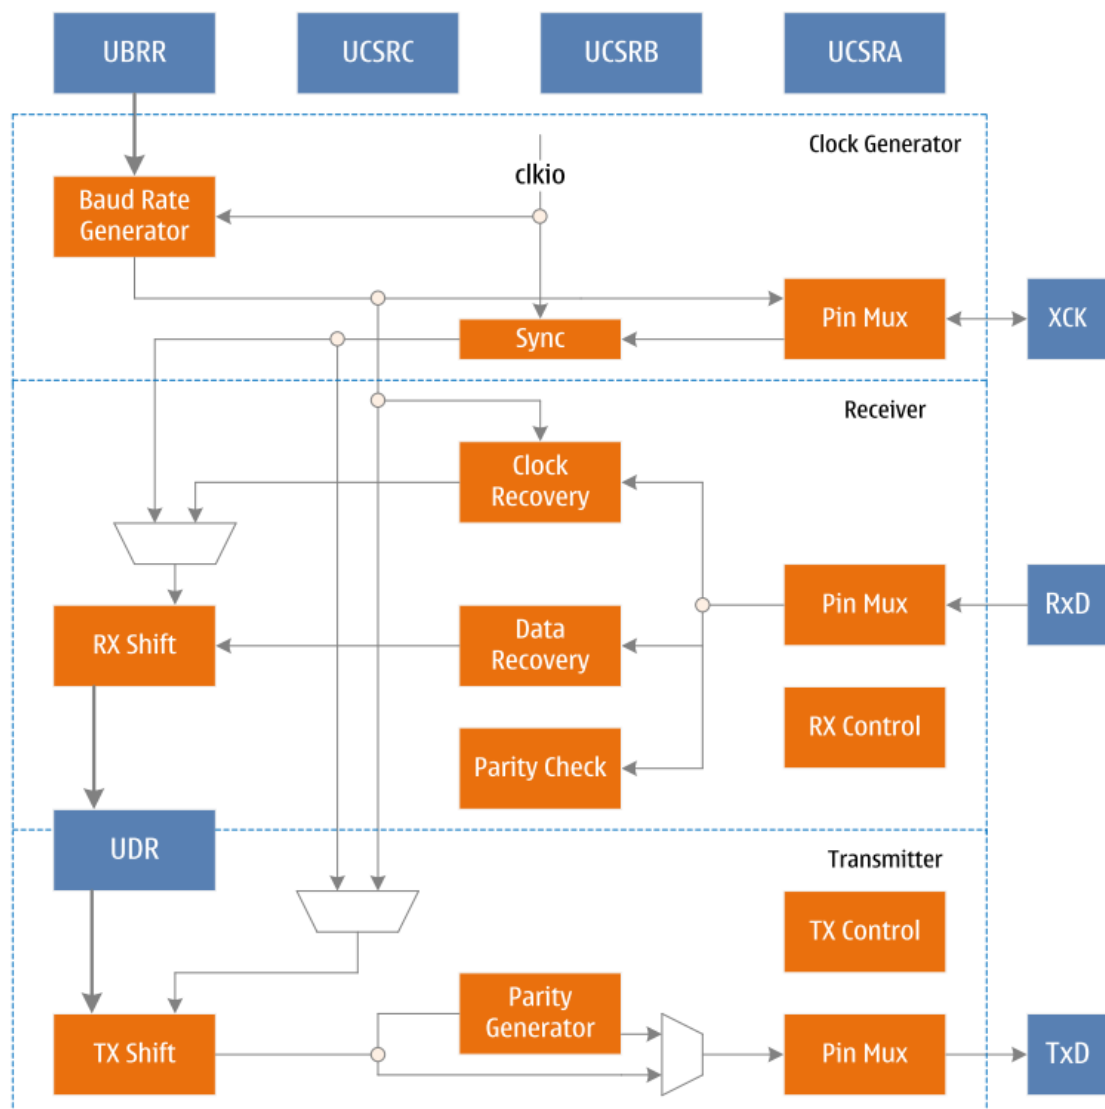 UBRR
UCSRC
UCSRB
UCSRA
Clock Generator
clkio
Baud Rate
Generator
Pin Mux
XCK
Sync
Receiver
Clock
Recovery
Pin Mux
RxD
RX Shift
Data
Recovery
RX Control
Parity Check
UDR
Transmitter
TX Control
Parity
Generator
TX Shift
Pin Mux
TxD